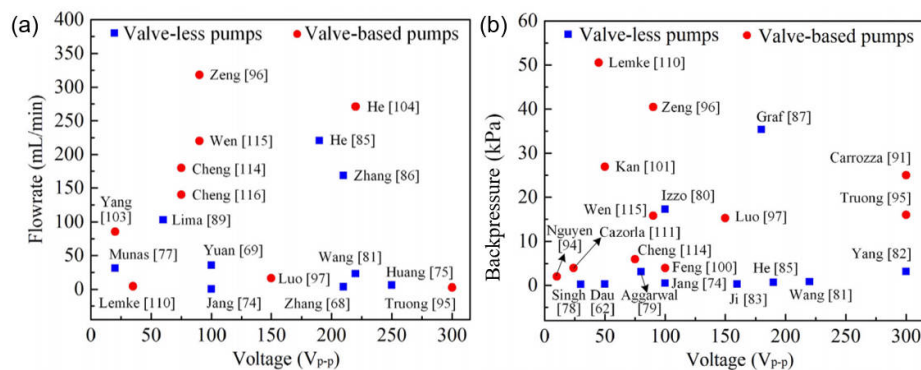 (a)
400
350
300
250
200
150
100
50
0
Flowrate (mL/min)
Valve-less pumps
Valve-based pumps
Zeng [96]
He [104]
Wen [115]
He [85]
Cheng [114]
Zhang [86]
Cheng [116]
Yang
[103]
Lima [89]
Munas [77]
Yuan [69]
Wang [81]
Huang [75]
Luo [97]
Lemke [110]
Jang [74]
Zhang [68]
Truong [95]
0 50 100 150 200 250 300
Voltage (Vp-p)
(b)
60
50
40
30
20
10
0
Backpressure (kPa)
Valve-less pumps
Valve-based pumps
Lemke [110]
Zeng [96]
Graf [87]
Kan [101]
Carrozza [91]
Izzo [80]
Truong [95]
Wen [115]
Luo [97]
Nguyen
[94]
Cazorla [111]
Cheng [114]
Yang [82]
Feng [100]
He [85]
Jang [74]
Singh
[78]
Dau
[62]
Aggarwal
[79]
Ji [83]
Wang [81]
0 50 100 150 200 250 300
Voltage (Vp-p)